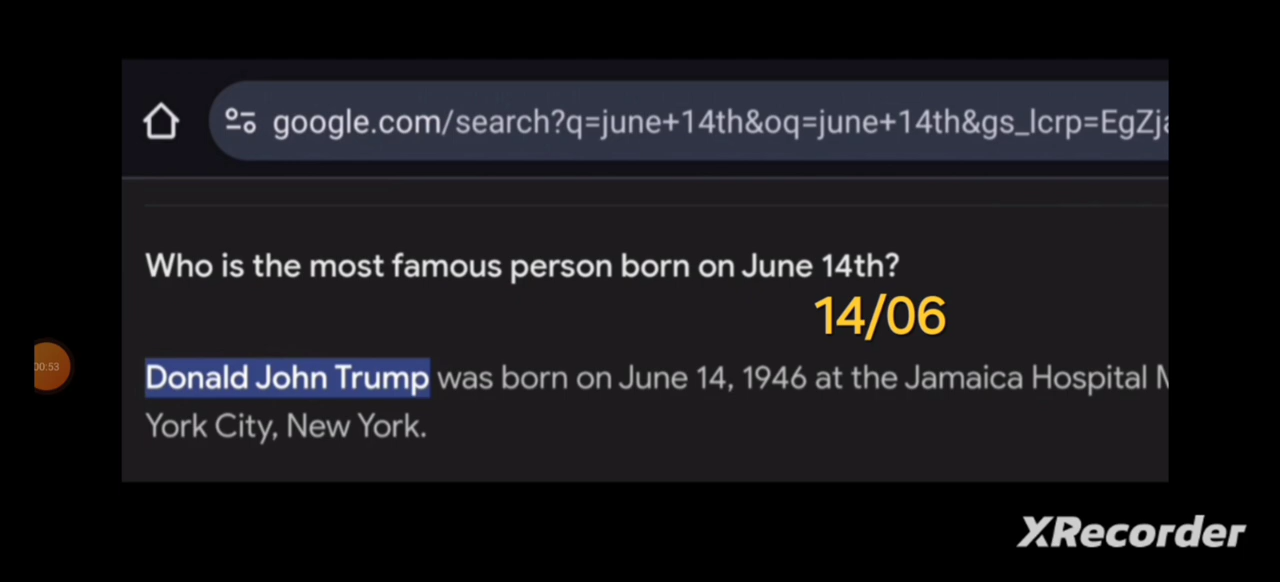 google.com/search?q=june+14th&oq=june+14th&gs_lcrp=EgZj
Who is the most famous person born on June 14th?
14/06
Donald John Trump was born on June 14, 1946 at the Jamaica Hospital
York City, New York.
00:53
XRecorder